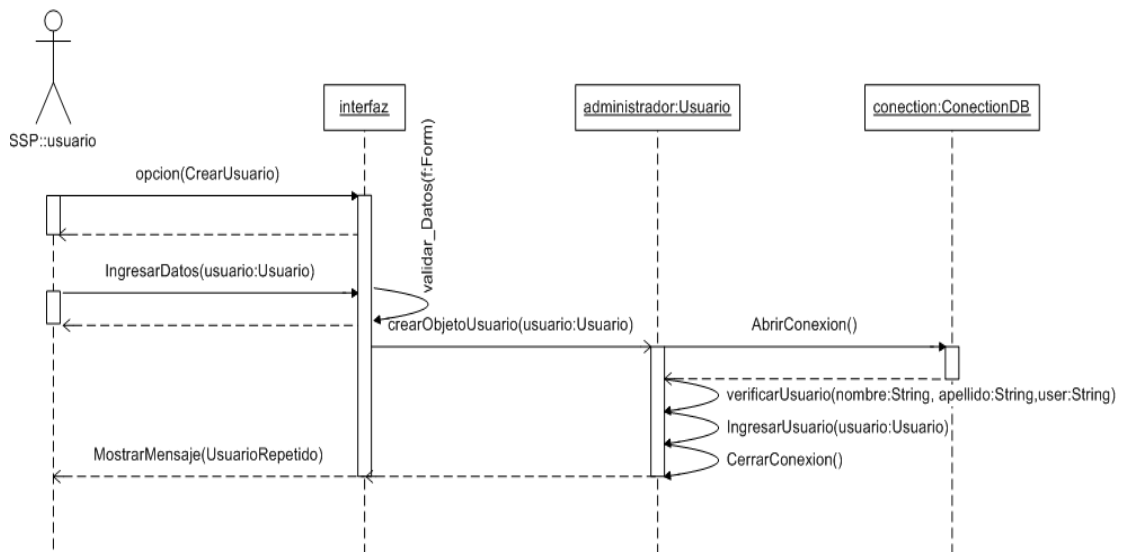 SSP::usuario
interfaz
administrador:Usuario
conection:ConectionDB
opcion(CrearUsuario)
validar_Datos(f:Form)
IngresarDatos(usuario:Usuario)
crearObjetoUsuario(usuario:Usuario)
AbrirConexion()
verificarUsuario(nombre:String, apellido:String,user:String)
IngresarUsuario(usuario:Usuario)
MostrarMensaje(UsuarioRepetido)
CerrarConexion()